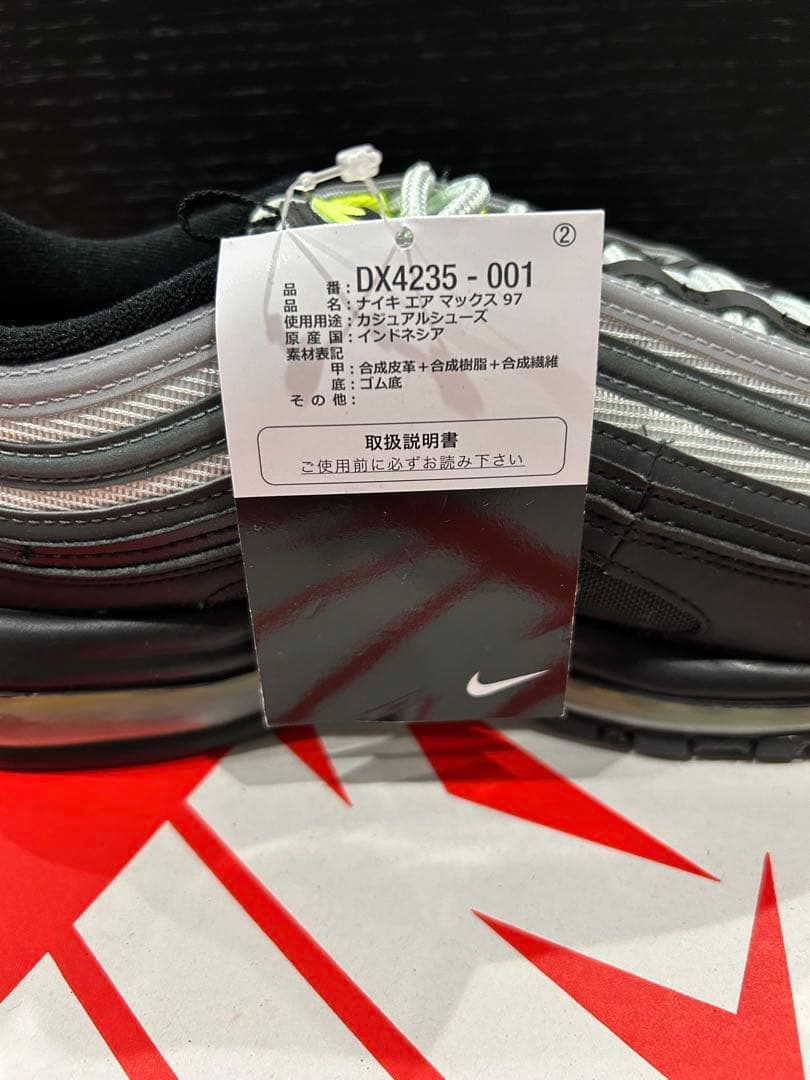 ②
品 番：DX4235 - 001
品 名：ナイキ エア マックス 97
使用用途：カジュアルシューズ
原 産 国：インドネシア
素材表記
甲：合成皮革＋合成樹脂＋合成繊維
底：ゴム底
そ の 他：
取扱説明書
ご使用前に必ずお読み下さい